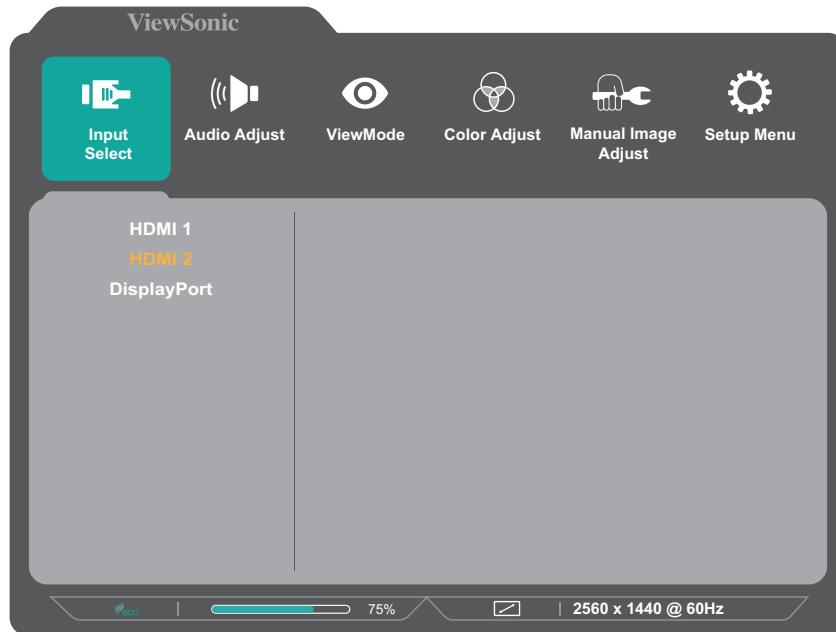 ViewSonic
Input
Select
Audio Adjust
ViewMode
Color Adjust
Manual Image
Adjust
Setup Menu
HDMI 1
HDMI 2
DisplayPort
eco
75%
2560 x 1440 @ 60Hz